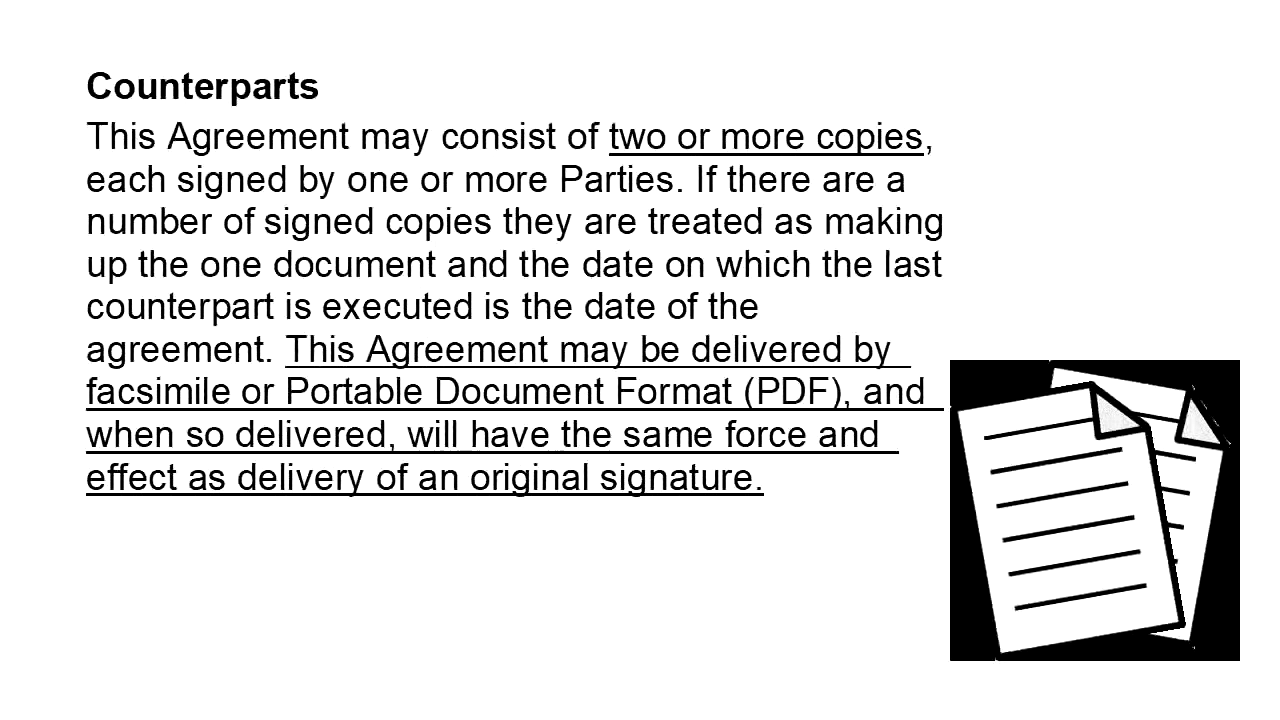 Counterparts
This Agreement may consist of two or more copies,
each signed by one or more Parties. If there are a
number of signed copies they are treated as making
up the one document and the date on which the last
counterpart is executed is the date of the
agreement. This Agreement may be delivered by
facsimile or Portable Document Format (PDF), and
when so delivered, will have the same force and
effect as delivery of an original signature.